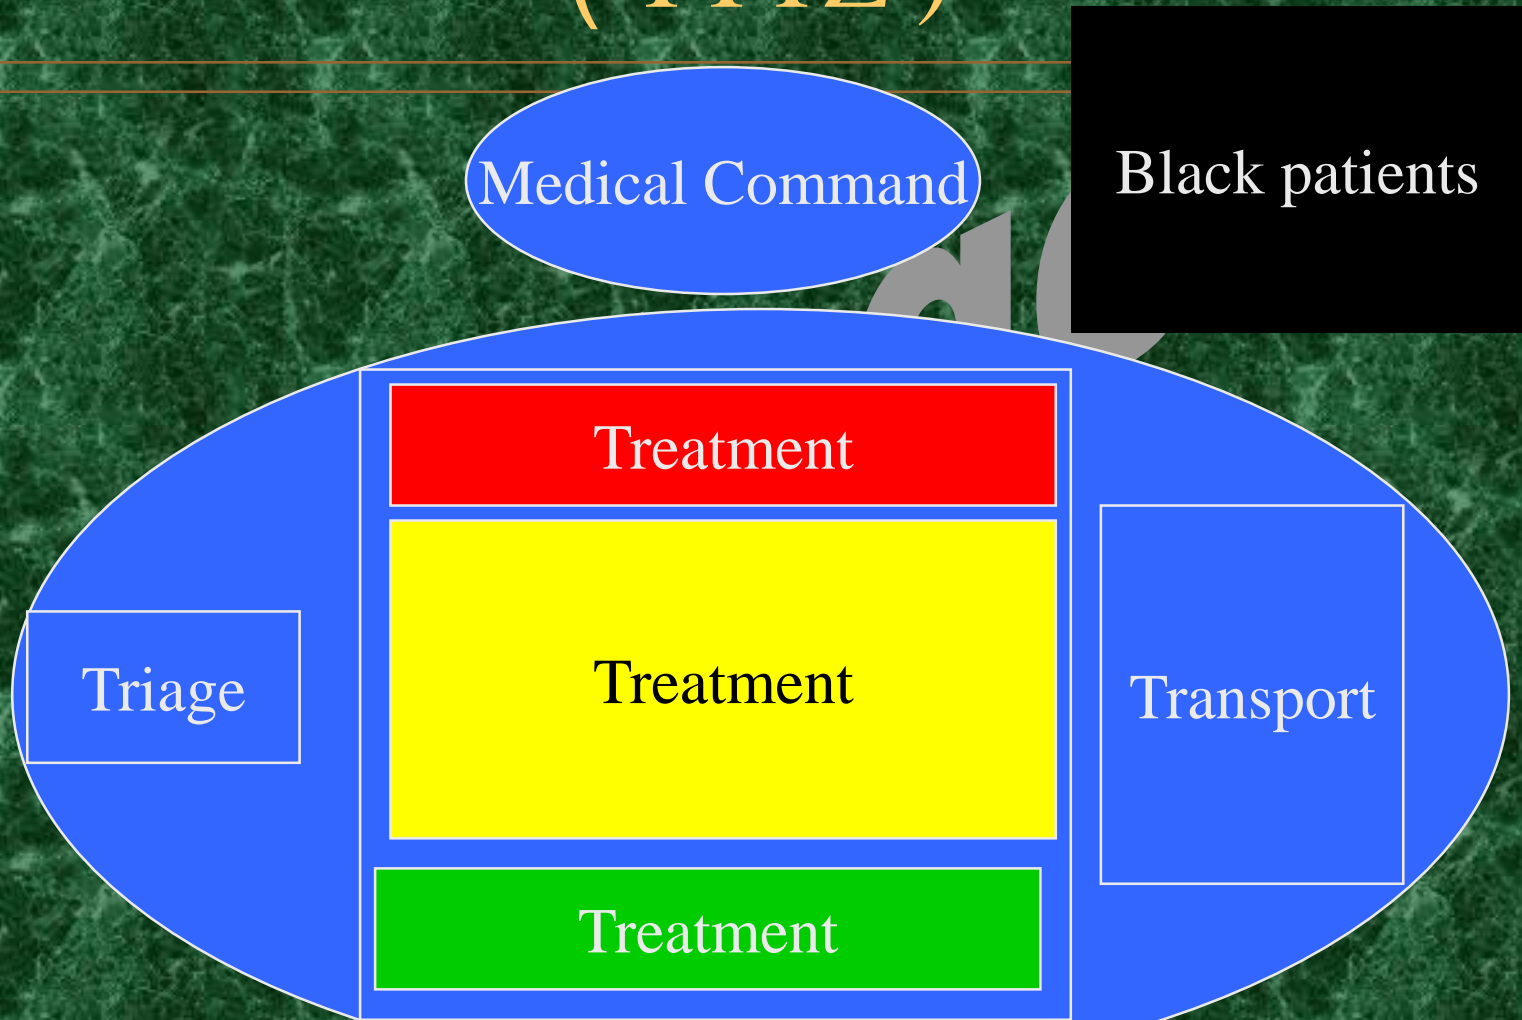 Medical Command
Black patients
Treatment
Treatment
Triage
Transport
Treatment